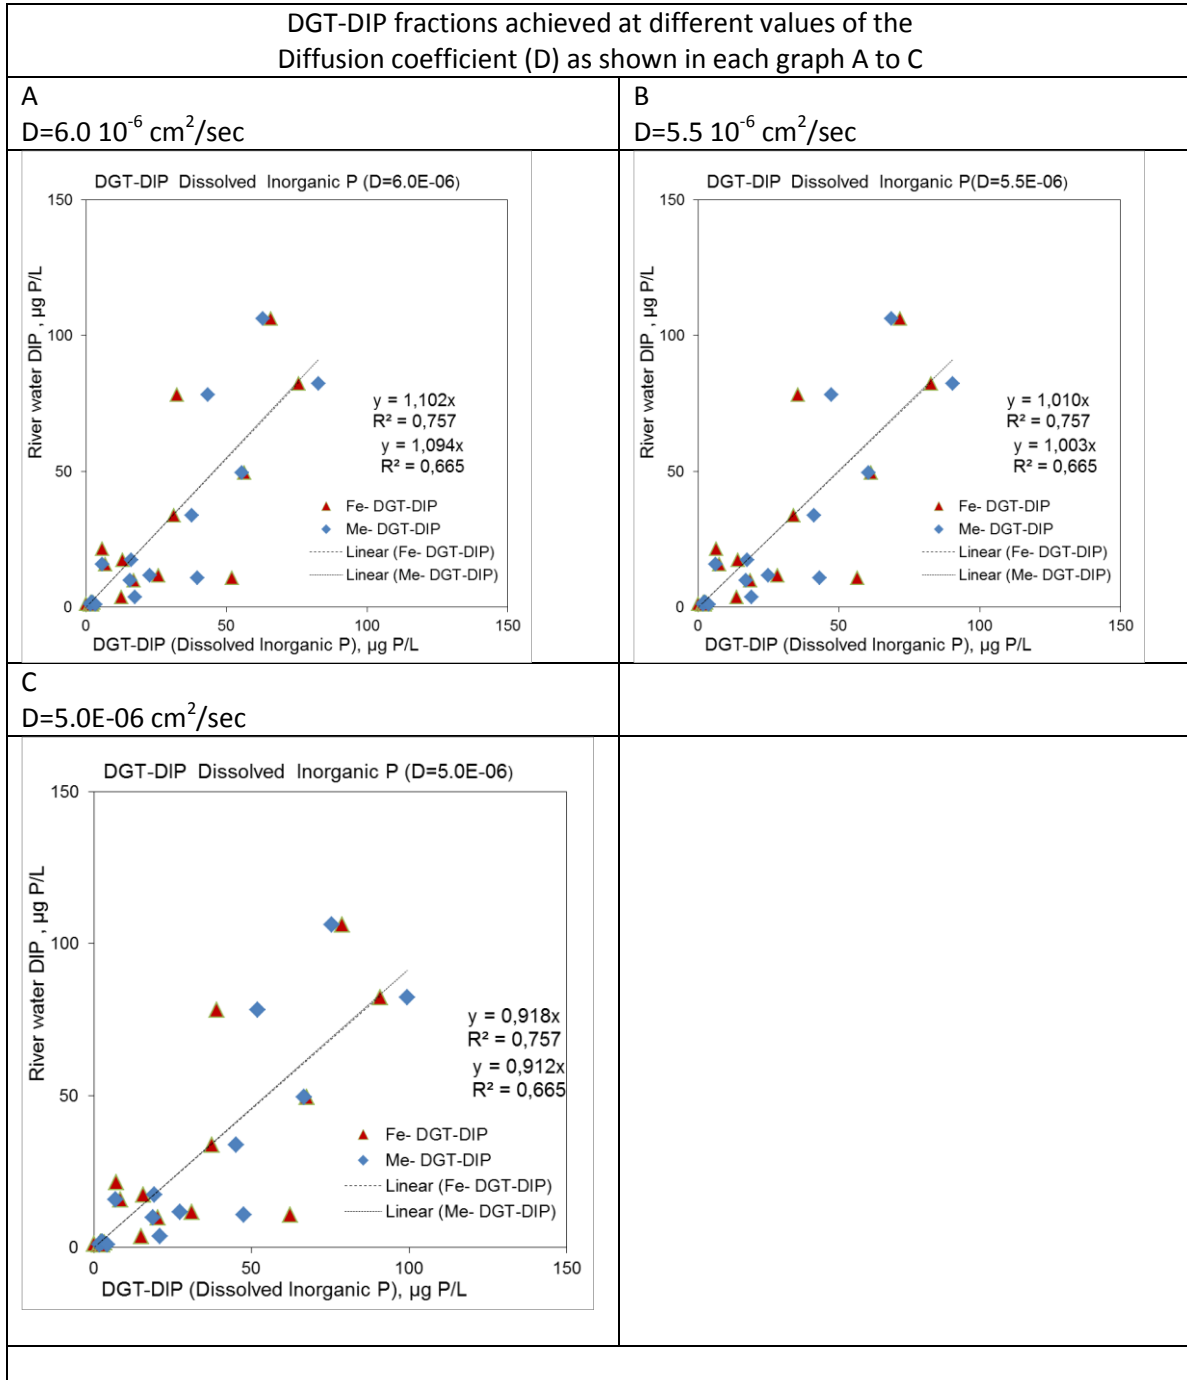 DGT-DIP fractions achieved at different values of the
Diffusion coefficient (D) as shown in each graph A to C
A
D=6.0 10⁻⁶ cm²/sec
B
D=5.5 10⁻⁶ cm²/sec
DGT-DIP Dissolved Inorganic P (D=6.0E-06)
150
100
50
0
River water DIP , µg P/L
y = 1,102x
R² = 0,757
y = 1,094x
R² = 0,665
Fe- DGT-DIP
Me- DGT-DIP
Linear (Fe- DGT-DIP)
Linear (Me- DGT-DIP)
0 50 100 150
DGT-DIP (Dissolved Inorganic P), µg P/L
DGT-DIP Dissolved Inorganic P(D=5.5E-06)
150
100
50
0
River water DIP , µg P/L
y = 1,010x
R² = 0,757
y = 1,003x
R² = 0,665
Fe- DGT-DIP
Me- DGT-DIP
Linear (Fe- DGT-DIP)
Linear (Me- DGT-DIP)
0 50 100 150
DGT-DIP (Dissolved Inorganic P), µg P/L
C
D=5.0E-06 cm²/sec
DGT-DIP Dissolved Inorganic P (D=5.0E-06)
150
100
50
0
River water DIP , µg P/L
y = 0,918x
R² = 0,757
y = 0,912x
R² = 0,665
Fe- DGT-DIP
Me- DGT-DIP
Linear (Fe- DGT-DIP)
Linear (Me- DGT-DIP)
0 50 100 150
DGT-DIP (Dissolved Inorganic P), µg P/L